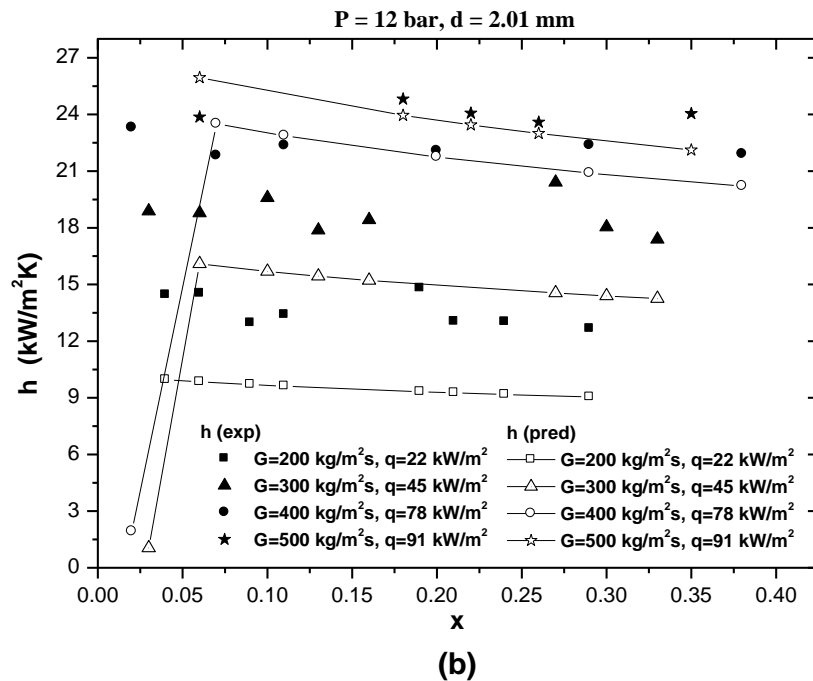 P = 12 bar, d = 2.01 mm
27
24
21
18
15
12
9
6
3
0
h (kW/m²K)
h (exp)
G=200 kg/m²s, q=22 kW/m²
G=300 kg/m²s, q=45 kW/m²
G=400 kg/m²s, q=78 kW/m²
G=500 kg/m²s, q=91 kW/m²
h (pred)
G=200 kg/m²s, q=22 kW/m²
G=300 kg/m²s, q=45 kW/m²
G=400 kg/m²s, q=78 kW/m²
G=500 kg/m²s, q=91 kW/m²
0.00 0.05 0.10 0.15 0.20 0.25 0.30 0.35 0.40
x
(b)